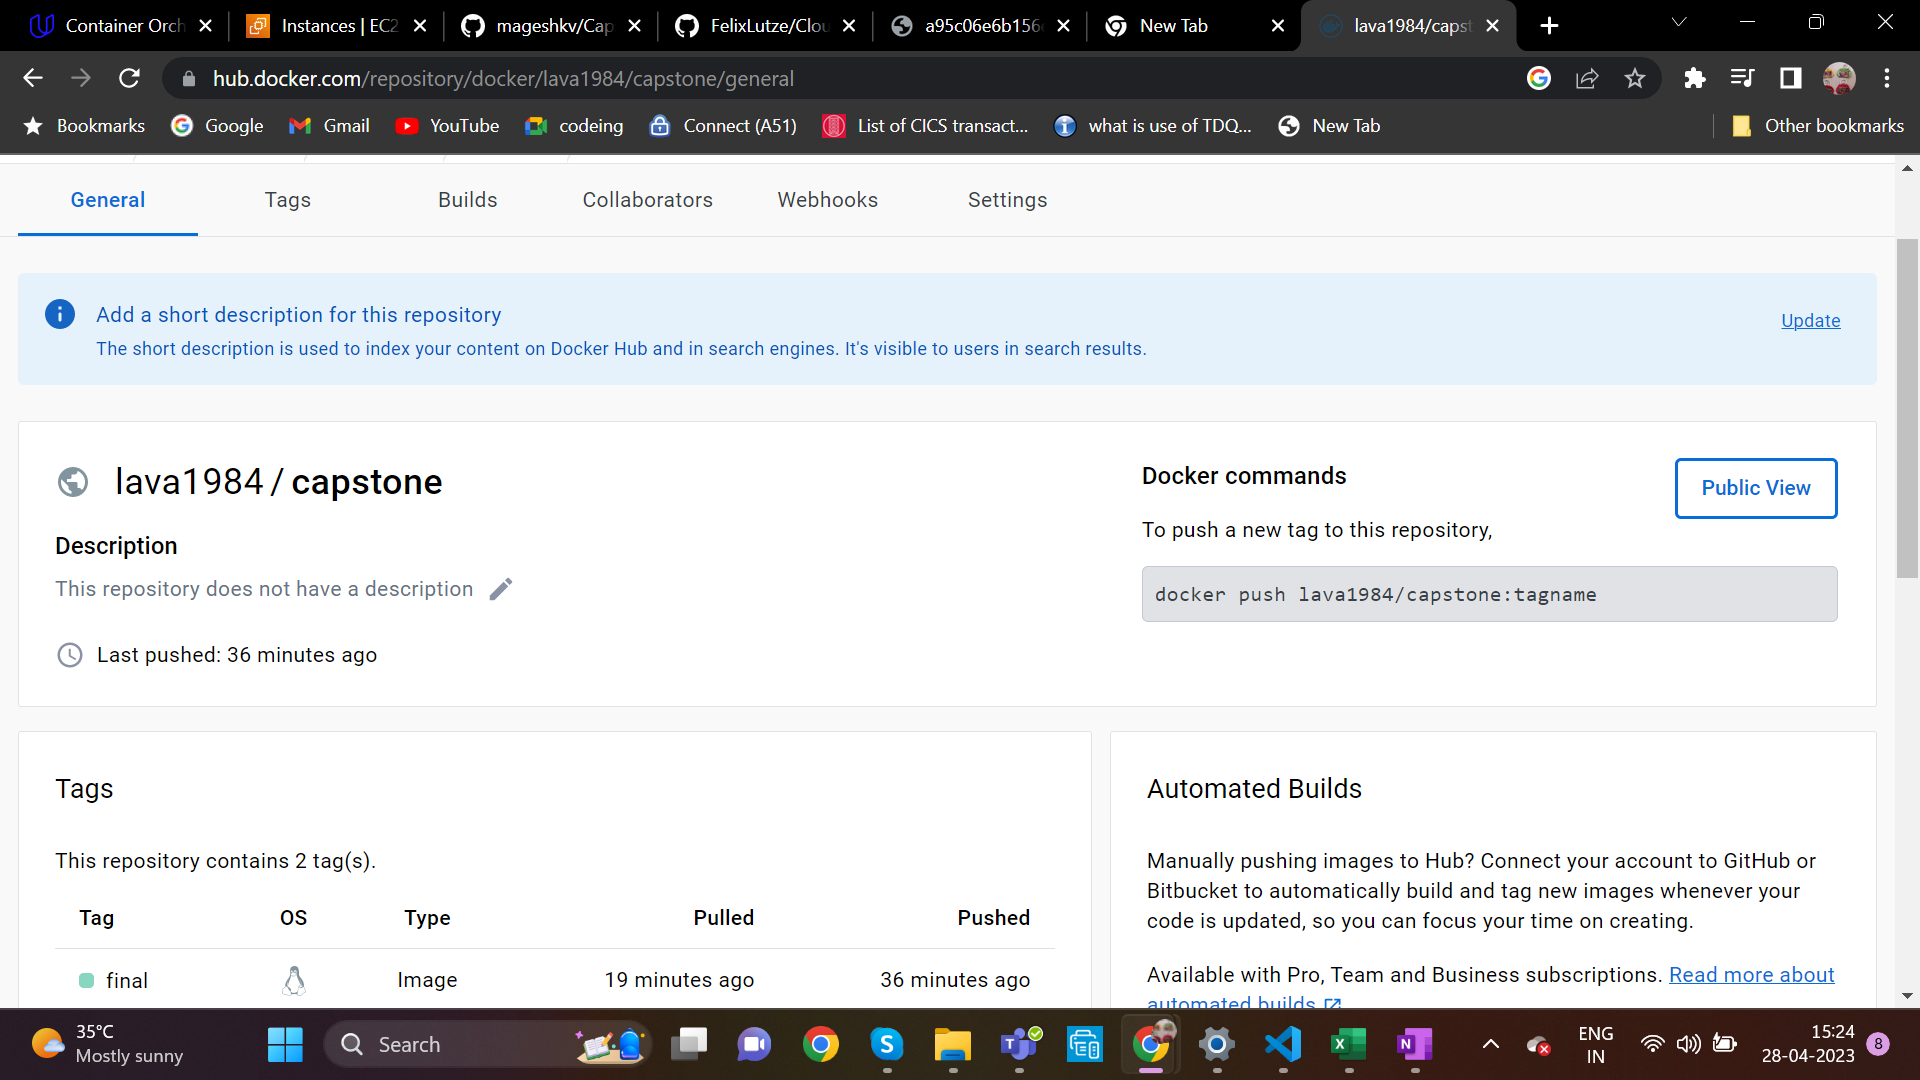 Container Orch
Instances | EC2
mageshkv/Cap
FelixLutze/Clou
a95c06e6b156
New Tab
lava1984/capst
hub.docker.com/repository/docker/lava1984/capstone/general
Bookmarks
Google
Gmail
YouTube
codeing
Connect (A51)
List of CICS transact...
what is use of TDQ...
New Tab
Other bookmarks
General
Tags
Builds
Collaborators
Webhooks
Settings
Add a short description for this repository
Update
The short description is used to index your content on Docker Hub and in search engines. It's visible to users in search results.
lava1984 / capstone
Description
This repository does not have a description
Last pushed: 36 minutes ago
Docker commands
Public View
To push a new tag to this repository,
docker push lava1984/capstone:tagname
Tags
This repository contains 2 tag(s).
Tag OS Type Pulled Pushed
final Image 19 minutes ago 36 minutes ago
Automated Builds
Manually pushing images to Hub? Connect your account to GitHub or
Bitbucket to automatically build and tag new images whenever your
code is updated, so you can focus your time on creating.
Available with Pro, Team and Business subscriptions. Read more about
automated builds
35°C
Mostly sunny
Search
ENG
IN
15:24
28-04-2023
8